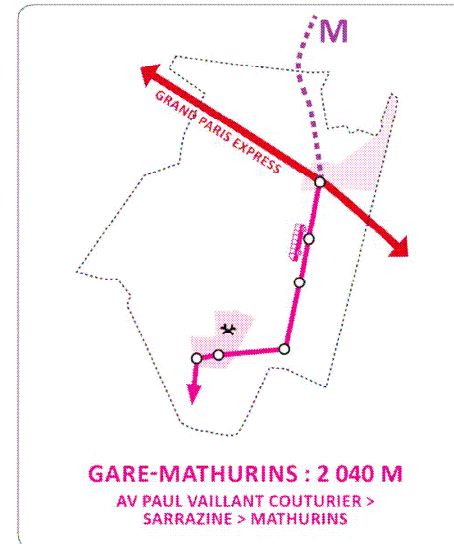 M
GRAND PARIS EXPRESS
GARE-MATHURINS : 2 040 M
AV PAUL VAILLANT COUTURIER >
SARRAZINE > MATHURINS